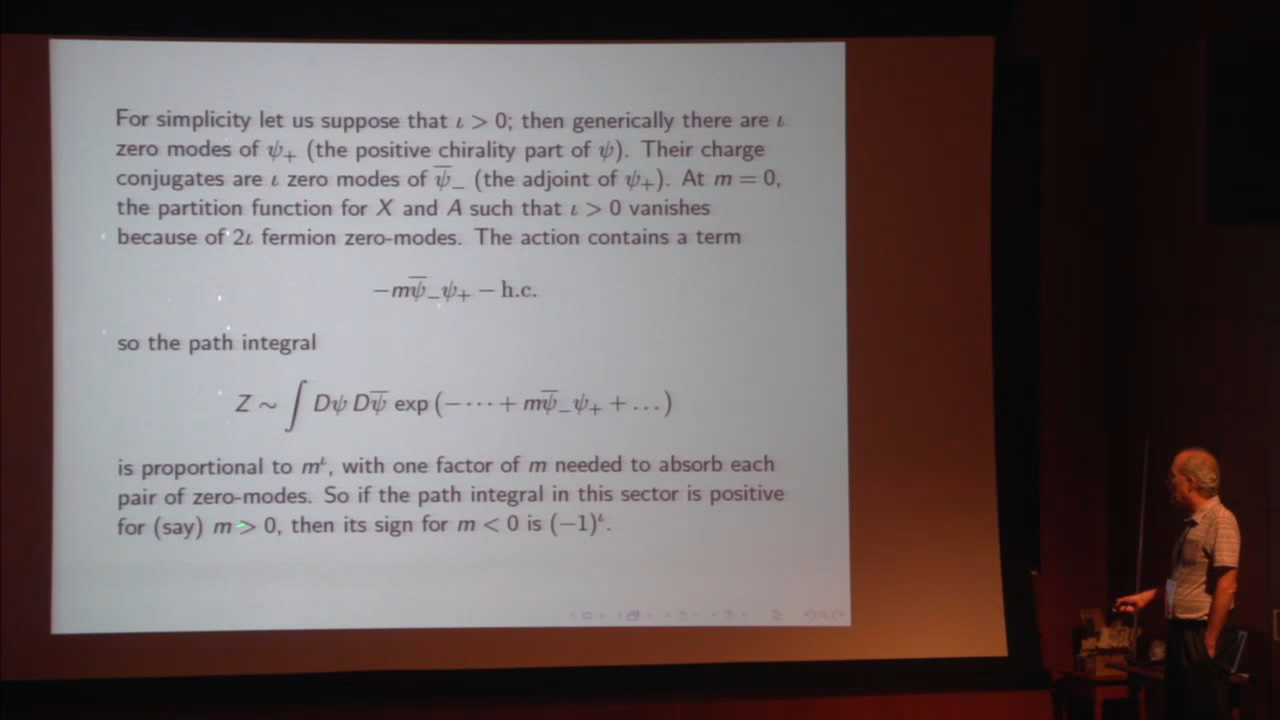 For simplicity let us suppose that ι > 0; then generically there are ι
zero modes of ψ₊ (the positive chirality part of ψ). Their charge
conjugates are ι zero modes of ψ̅₋ (the adjoint of ψ₊). At m = 0,
the partition function for X and A such that ι > 0 vanishes
because of 2ι fermion zero-modes. The action contains a term
−mψ̅₋ψ₊ − h.c.
so the path integral
Z ∼ ∫ Dψ Dψ̅ exp (−··· + mψ̅₋ψ₊ + ...)
is proportional to m^ι, with one factor of m needed to absorb each
pair of zero-modes. So if the path integral in this sector is positive
for (say) m > 0, then its sign for m < 0 is (−1)^ι.